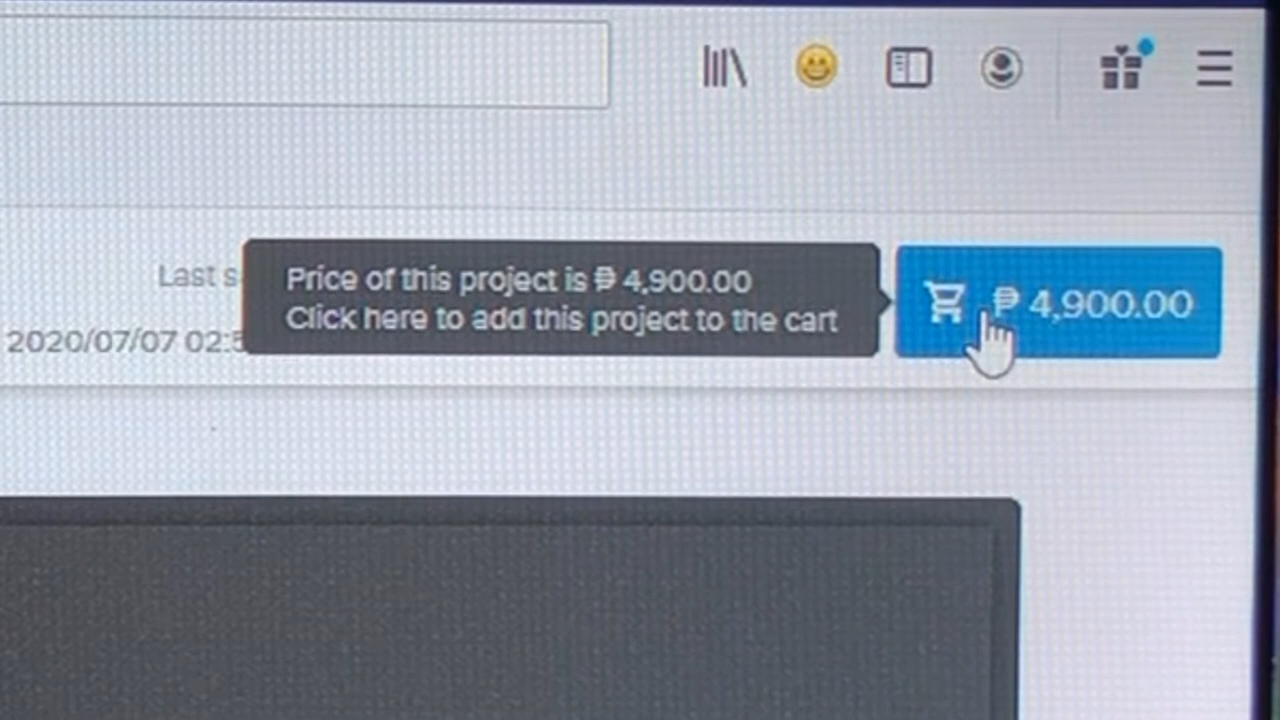 Last s
Price of this project is ₱ 4,900.00
Click here to add this project to the cart
2020/07/07 02:5
₱ 4,900.00